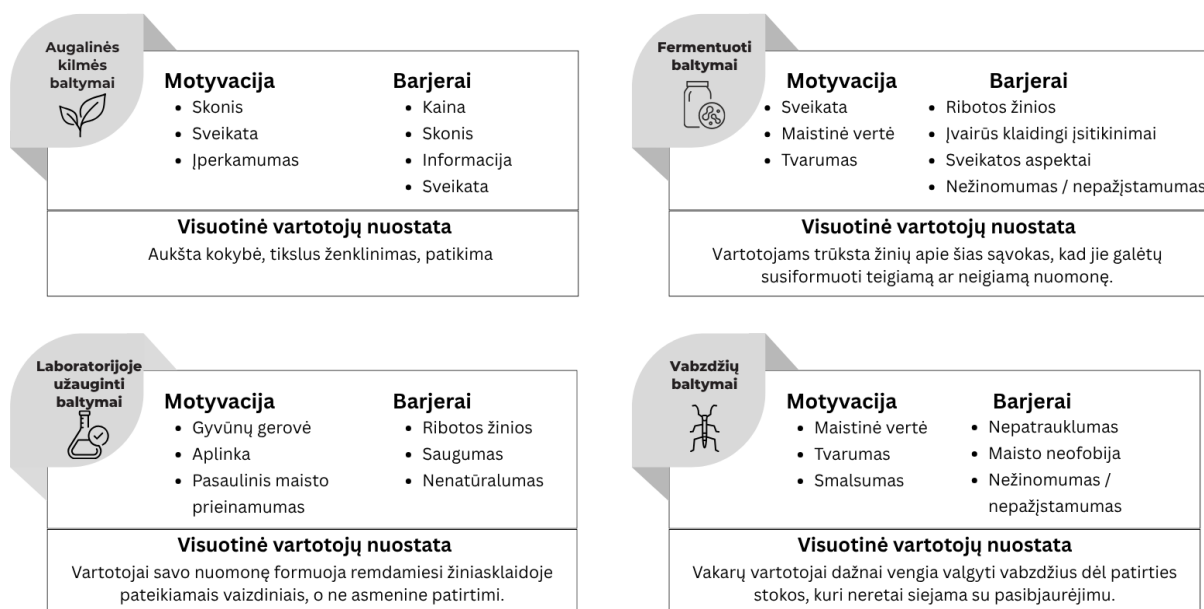 Augalinės
kilmės
baltymai
Motyvacija
• Skonis
• Sveikata
• Įperkamumas
Barjerai
• Kaina
• Skonis
• Informacija
• Sveikata
Visuotinė vartotojų nuostata
Aukšta kokybė, tikslus ženklinimas, patikima
Fermentuoti
baltymai
Motyvacija
• Sveikata
• Maistinė vertė
• Tvarumas
Barjerai
• Ribotos žinios
• Įvairūs klaidingi įsitikinimai
• Sveikatos aspektai
• Nežinomumas / nepažįstamumas
Visuotinė vartotojų nuostata
Vartotojams trūksta žinių apie šias sąvokas, kad jie galėtų
susiformuoti teigiamą ar neigiamą nuomonę.
Laboratorijoje
užauginti
baltymai
Motyvacija
• Gyvūnų gerovė
• Aplinka
• Pasaulinis maisto
prieinamumas
Barjerai
• Ribotos žinios
• Saugumas
• Nenatūralumas
Visuotinė vartotojų nuostata
Vartotojai savo nuomonę formuoja remdamiesi žiniasklaidoje
pateikiamais vaizdiniais, o ne asmenine patirtimi.
Vabzdžių
baltymai
Motyvacija
• Maistinė vertė
• Tvarumas
• Smalsumas
Barjerai
• Nepatrauklumas
• Maisto neofobija
• Nežinomumas /
nepažįstamumas
Visuotinė vartotojų nuostata
Vakarų vartotojai dažnai vengia valgyti vabzdžius dėl patirties
stokos, kuri neretai siejama su pasibjaurėjimu.